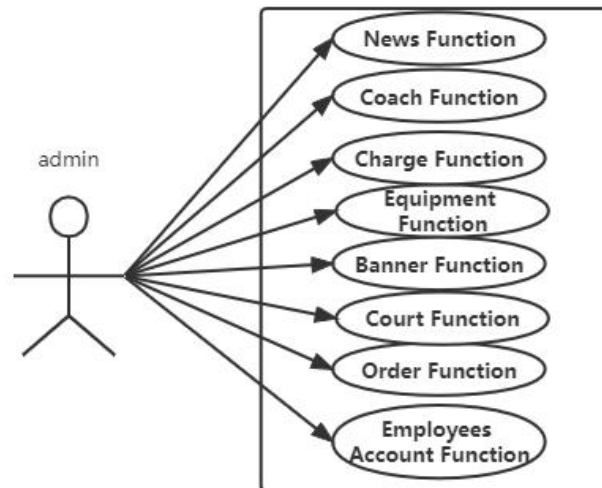 admin
News Function
Coach Function
Charge Function
Equipment
Function
Banner Function
Court Function
Order Function
Employees
Account Function